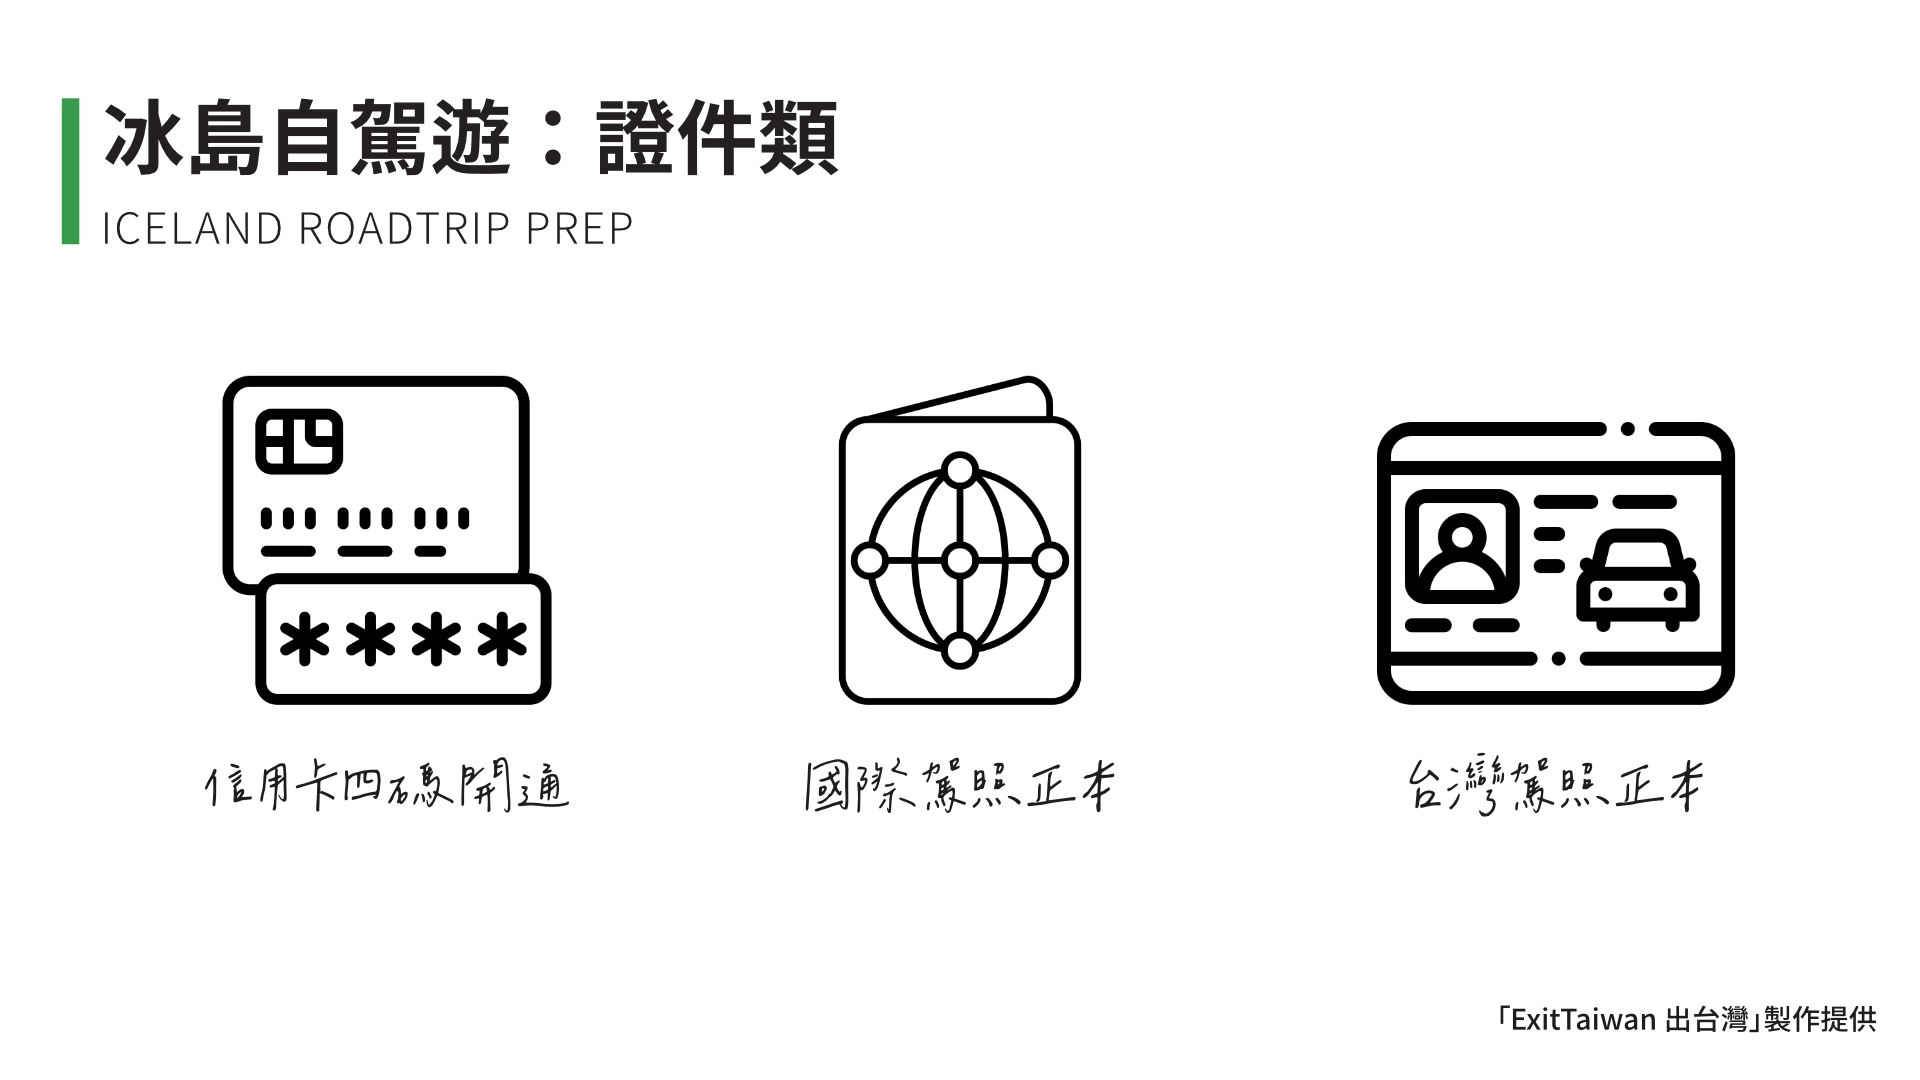 冰島自駕遊：證件類
ICELAND ROADTRIP PREP
****
信用卡四碼開通
國際駕照正本
台灣駕照正本
「ExitTaiwan 出台灣」製作提供